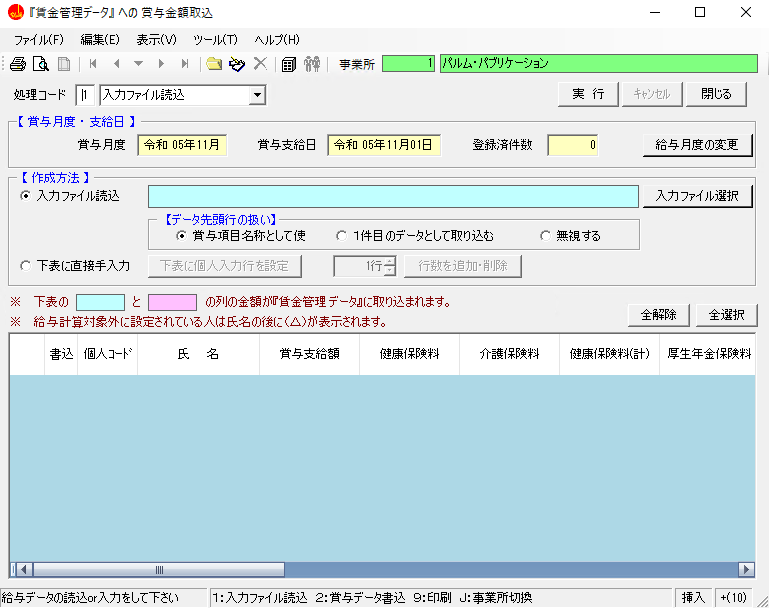 『賃金管理データ』への 賞与金額取込
ファイル(F) 編集(E) 表示(V) ツール(T) ヘルプ(H)
事業所 1 パルム・パブリケーション
処理コード 1 入力ファイル読込 実 行 キャンセル 閉じる
【 賞与月度・支給日 】
賞与月度 令和 05年11月 賞与支給日 令和 05年11月01日 登録済件数 0 給与月度の変更
【 作成方法 】
入力ファイル読込 入力ファイル選択
【データ先頭行の扱い】
賞与項目名称として使 1件目のデータとして取り込む 無視する
下表に直接手入力 下表に個人入力行を設定 1行 行数を追加・削除
※ 下表の と の列の金額が『賃金管理 データ』に取り込まれます。
※ 給与計算対象外に設定されている人は氏名の後に(△)が表示されます。
全解除 全選択
書込 個人コード 氏 名 賞与支給額 健康保険料 介護保険料 健康保険料(計) 厚生年金保険料
給与データの読込or入力をして下さい 1:入力ファイル読込 2:賞与データ書込 9:印刷 J:事業所切換 挿入 +(10)